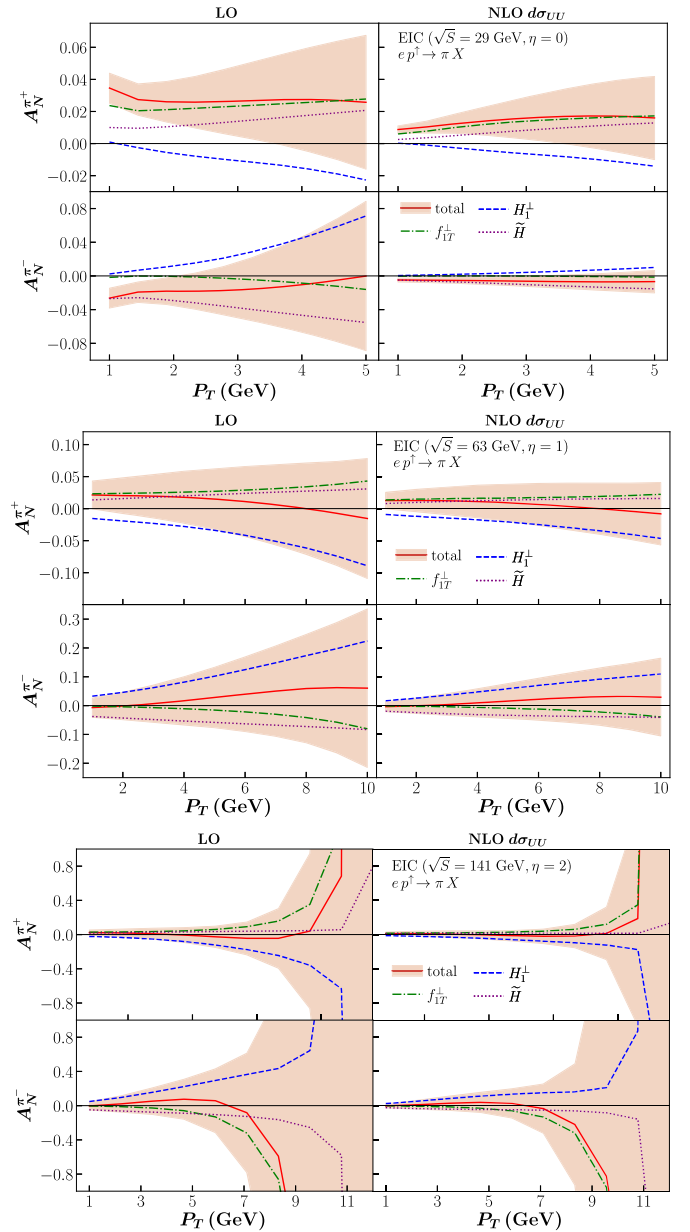 LO NLO dσUU
0.06
0.04
0.02
0.00
−0.02
A_N^{π+}
EIC (√S = 29 GeV, η = 0)
e p↑ → π X
0.08
0.04
0.00
−0.04
−0.08
A_N^{π−}
total H_1^⊥
f_{1T}^⊥ H̃
1 2 3 4 5 1 2 3 4 5
P_T (GeV) P_T (GeV)
LO NLO dσUU
0.10
0.05
0.00
−0.05
−0.10
A_N^{π+}
EIC (√S = 63 GeV, η = 1)
e p↑ → π X
total H_1^⊥
f_{1T}^⊥ H̃
0.3
0.2
0.1
0.0
−0.1
−0.2
A_N^{π−}
2 4 6 8 10 2 4 6 8 10
P_T (GeV) P_T (GeV)
LO NLO dσUU
0.8
0.4
0.0
−0.4
−0.8
A_N^{π+}
EIC (√S = 141 GeV, η = 2)
e p↑ → π X
total H_1^⊥
f_{1T}^⊥ H̃
0.8
0.4
0.0
−0.4
−0.8
A_N^{π−}
1 3 5 7 9 11 1 3 5 7 9 11
P_T (GeV) P_T (GeV)